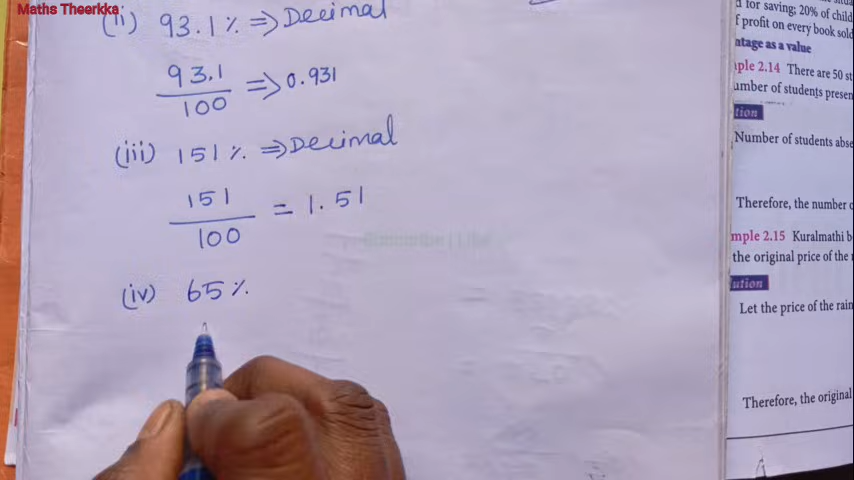 Maths Theerkka
(ii) 93.1% ⇒ Decimal
93.1
100 ⇒ 0.931
(iii) 151% ⇒ Decimal
151
100 = 1.51
(iv) 65%
for saving; 20% of child
f profit on every book sold
ntage as a value
mple 2.14 There are 50 st
umber of students presen
tion
Number of students abse
Therefore, the number o
mple 2.15 Kuralmathi b
the original price of the
ution
Let the price of the rain
Therefore, the original